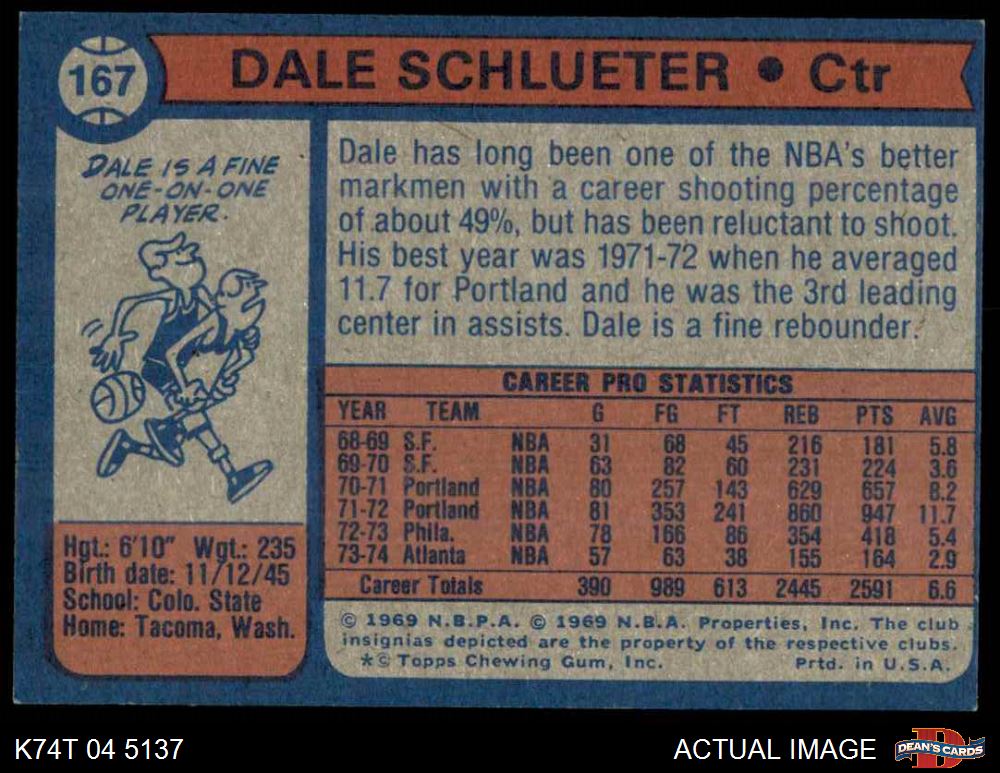 167
DALE SCHLUETER • Ctr
DALE IS A FINE
ONE-ON-ONE
PLAYER.
Dale has long been one of the NBA's better
markmen with a career shooting percentage
of about 49%, but has been reluctant to shoot.
His best year was 1971-72 when he averaged
11.7 for Portland and he was the 3rd leading
center in assists. Dale is a fine rebounder.
Hgt.: 6'10" Wgt.: 235
Birth date: 11/12/45
School: Colo. State
Home: Tacoma, Wash.
CAREER PRO STATISTICS
YEAR TEAM G FG FT REB PTS AVG
68-69 S.F. NBA 31 68 45 216 181 5.8
69-70 S.F. NBA 63 82 60 231 224 3.6
70-71 Portland NBA 80 257 143 629 657 8.2
71-72 Portland NBA 81 353 241 860 947 11.7
72-73 Phila. NBA 78 166 86 354 418 5.4
73-74 Atlanta NBA 57 63 38 155 164 2.9
Career Totals 390 989 613 2445 2591 6.6
© 1969 N.B.P.A. © 1969 N.B.A. Properties, Inc. The club
insignias depicted are the property of the respective clubs.
*© Topps Chewing Gum, Inc. Prtd. in U.S.A.
K74T 04 5137
ACTUAL IMAGE
D
DEAN'S CARDS